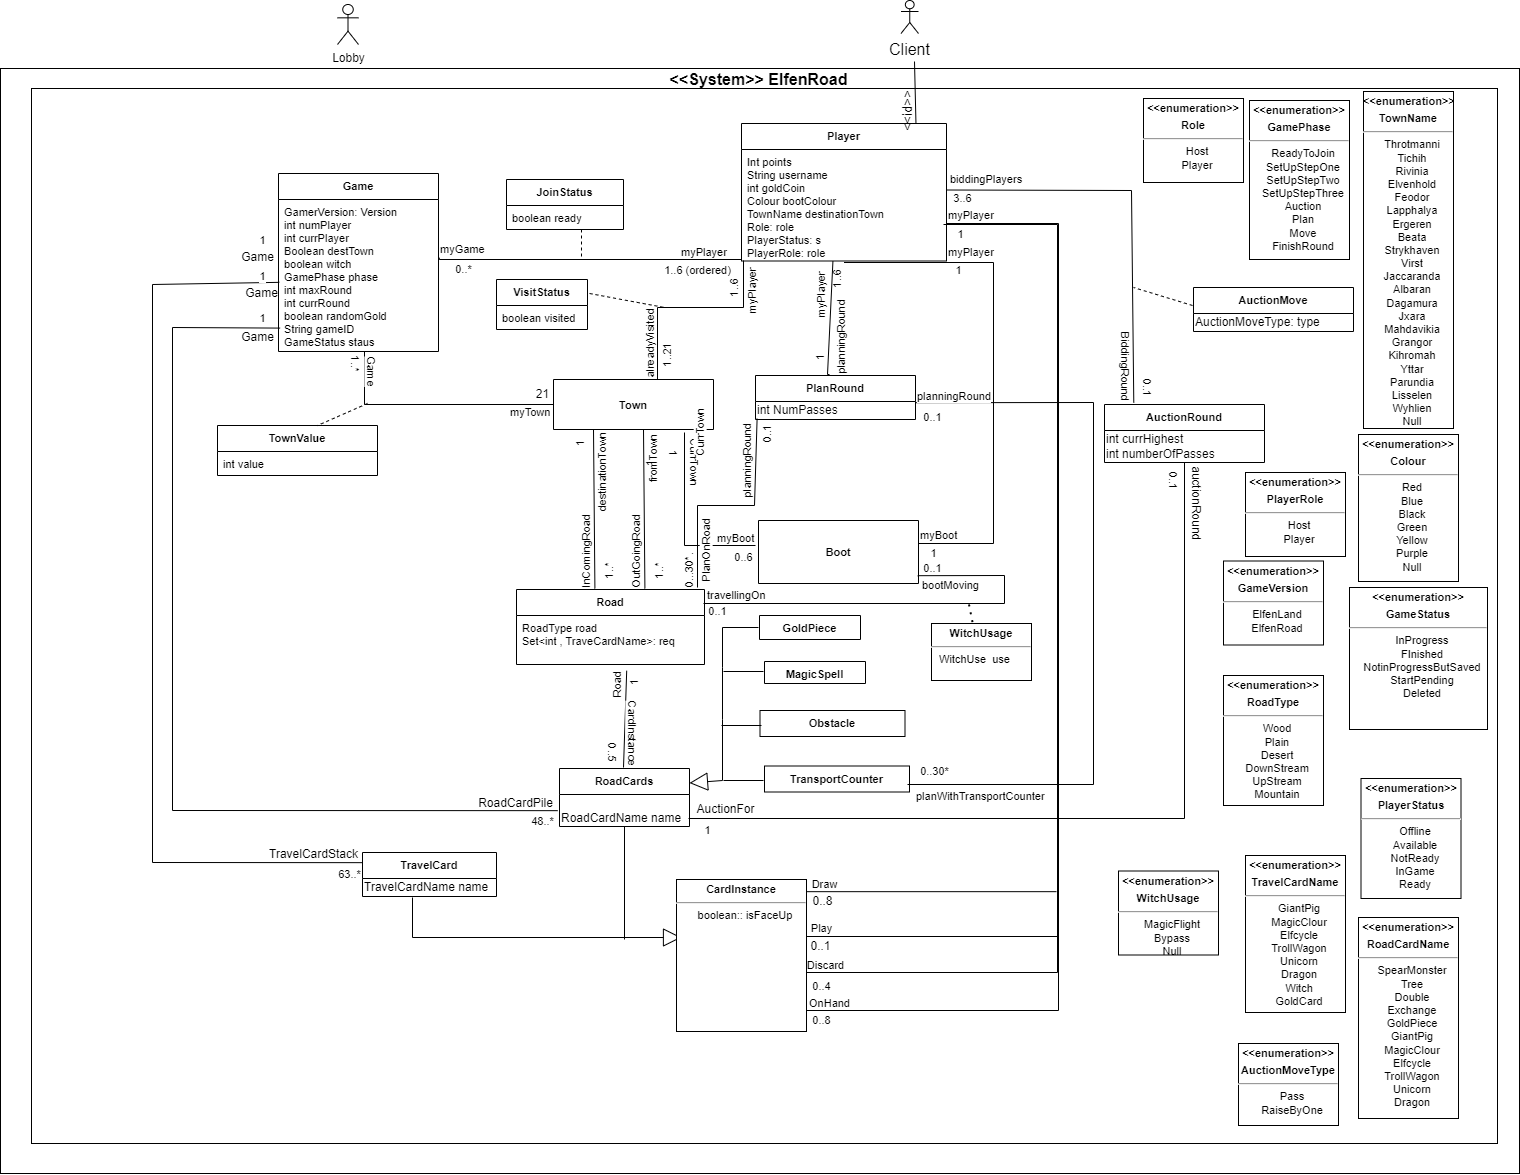 Lobby
Client
<<System>> ElfenRoad
<<id>>
Player
Int points
String username
int goldCoin
Colour bootColour
TownName destinationTown
Role: role
PlayerStatus: s
PlayerRole: role
Game
GamerVersion: Version
int numPlayer
int currPlayer
Boolean destTown
boolean witch
GamePhase phase
int maxRound
int currRound
boolean randomGold
String gameID
GameStatus staus
1
Game
1
Game
1
Game
JoinStatus
boolean ready
myGame
0..*
myPlayer
1..6 (ordered)
VisitStatus
boolean visited
1..6
myPlayer
alreadyVisited
1..21
myPlayer
1..6
planningRound
1
biddingPlayers
3..6
myPlayer
1
myPlayer
1
AuctionMove
AuctionMoveType: type
BiddingRound
0..1
1..*
Game
21
myTown
TownValue
int value
Town
PlanRound
int NumPasses
planningRound
0..1
AuctionRound
int currHighest
int numberOfPasses
0..1
auctionRound
1
destinationTown
fromTown
1
1
CurrTown
CurrTown
planningRound
0..1
InComingRoad
1..*
OutGoingRoad
1..*
0...30*.
PlanOnRoad
myBoot
0..6
Boot
myBoot
1
0..1
bootMoving
travellingOn
0..1
Road
RoadType road
Set<int , TraveCardName>: req
WitchUsage
WitchUse  use
GoldPiece
MagicSpell
Obstacle
TransportCounter
0..30*
planWithTransportCounter
Road
1
CardInstance
0..5
RoadCards
RoadCardName name
RoadCardPile
48..*
AuctionFor
1
TravelCardStack
63..*
TravelCard
TravelCardName name
CardInstance
boolean:: isFaceUp
Draw
0..8
Play
0..1
Discard
0..4
OnHand
0..8
<<enumeration>>
Role
Host
Player
<<enumeration>>
GamePhase
ReadyToJoin
SetUpStepOne
SetUpStepTwo
SetUpStepThree
Auction
Plan
Move
FinishRound
<<enumeration>>
TownName
Throtmanni
Tichih
Rivinia
Elvenhold
Feodor
Lapphalya
Ergeren
Beata
Strykhaven
Virst
Jaccaranda
Albaran
Dagamura
Jxara
Mahdavikia
Grangor
Kihromah
Yttar
Parundia
Lisselen
Wyhlien
Null
<<enumeration>>
Colour
Red
Blue
Black
Green
Yellow
Purple
Null
<<enumeration>>
PlayerRole
Host
Player
<<enumeration>>
GameVersion
ElfenLand
ElfenRoad
<<enumeration>>
GameStatus
InProgress
FInished
NotinProgressButSaved
StartPending
Deleted
<<enumeration>>
RoadType
Wood
Plain
Desert
DownStream
UpStream
Mountain
<<enumeration>>
PlayerStatus
Offline
Available
NotReady
InGame
Ready
<<enumeration>>
TravelCardName
GiantPig
MagicClour
Elfcycle
TrollWagon
Unicorn
Dragon
Witch
GoldCard
<<enumeration>>
WitchUsage
MagicFlight
Bypass
Null
<<enumeration>>
RoadCardName
SpearMonster
Tree
Double
Exchange
GoldPiece
GiantPig
MagicClour
Elfcycle
TrollWagon
Unicorn
Dragon
<<enumeration>>
AuctionMoveType
Pass
RaiseByOne